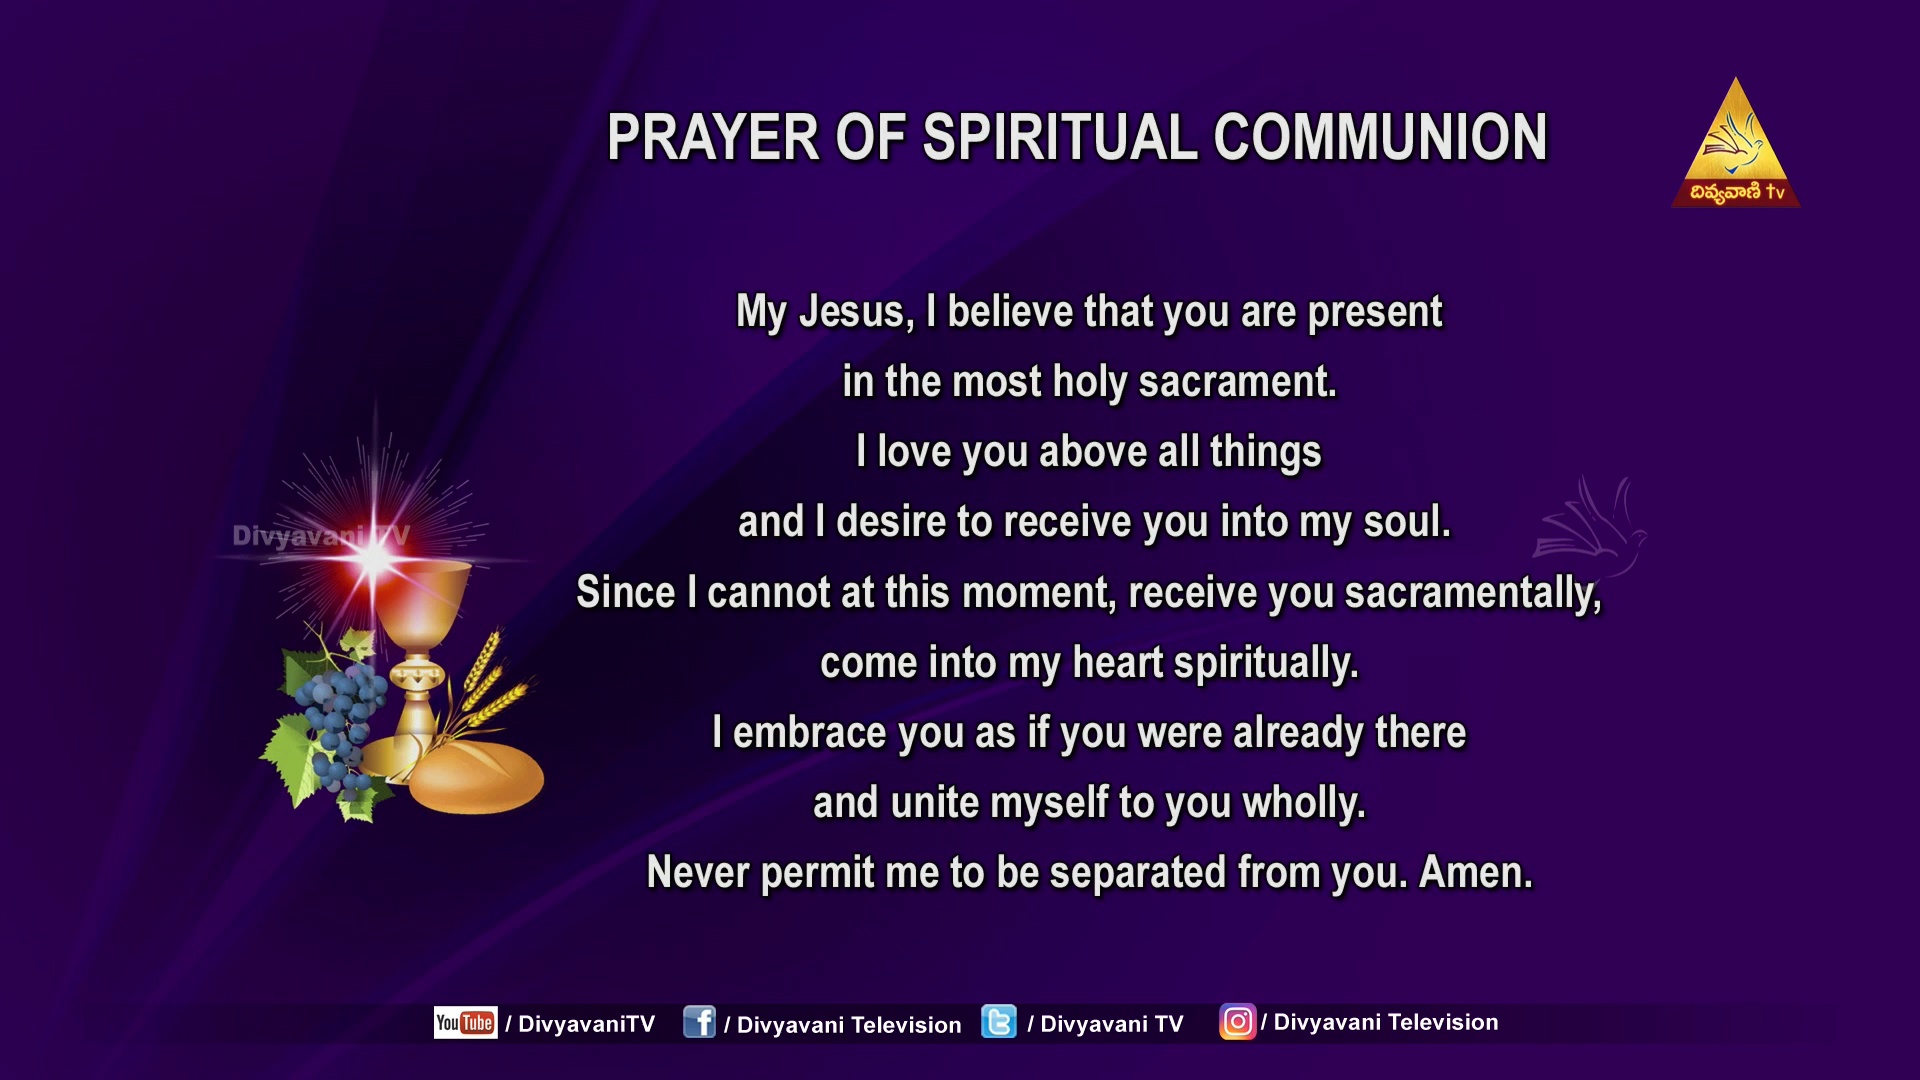 PRAYER OF SPIRITUAL COMMUNION
దివ్యవాణి tv
My Jesus, I believe that you are present
in the most holy sacrament.
I love you above all things
and I desire to receive you into my soul.
Divyavani TV
Since I cannot at this moment, receive you sacramentally,
come into my heart spiritually.
I embrace you as if you were already there
and unite myself to you wholly.
Never permit me to be separated from you. Amen.
YouTube / DivyavaniTV f / Divyavani Television t / Divyavani TV / Divyavani Television